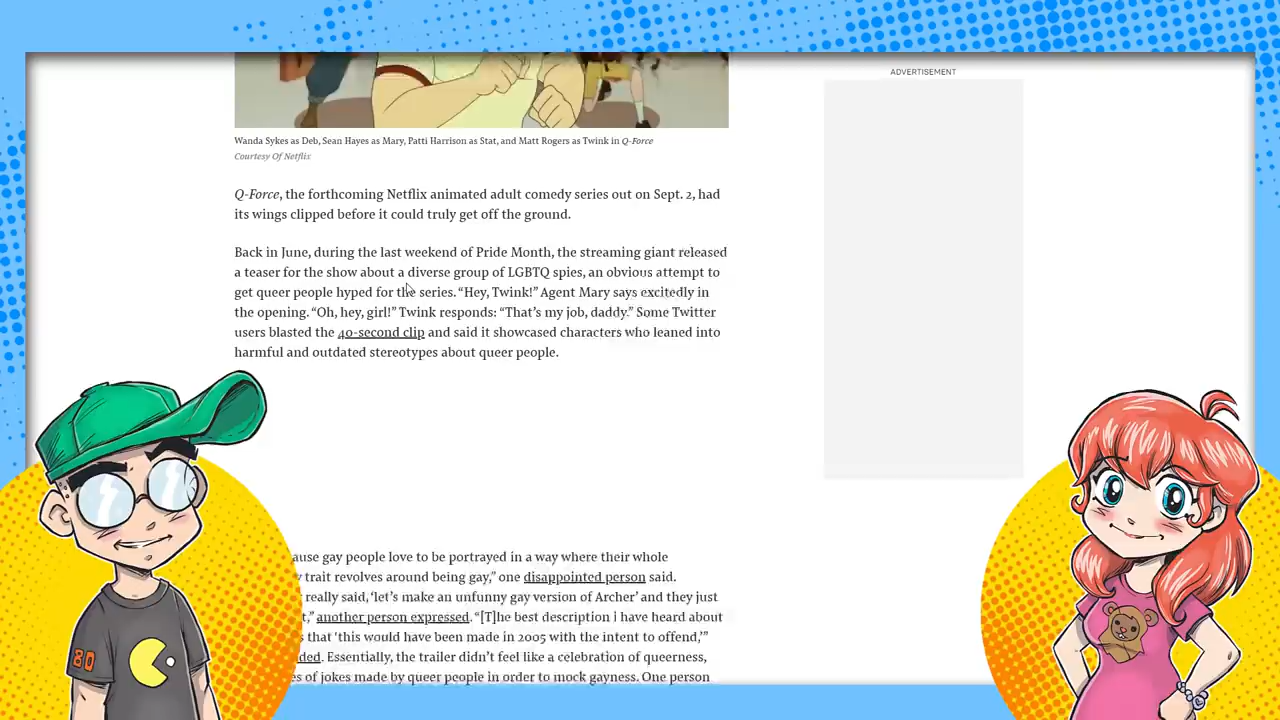 ADVERTISEMENT
Wanda Sykes as Deb, Sean Hayes as Mary, Patti Harrison as Stat, and Matt Rogers as Twink in Q-Force
Courtesy Of Netflix
Q-Force, the forthcoming Netflix animated adult comedy series out on Sept. 2, had
its wings clipped before it could truly get off the ground.
Back in June, during the last weekend of Pride Month, the streaming giant released
a teaser for the show about a diverse group of LGBTQ spies, an obvious attempt to
get queer people hyped for the series. “Hey, Twink!” Agent Mary says excitedly in
the opening. “Oh, hey, girl!” Twink responds: “That’s my job, daddy.” Some Twitter
users blasted the 40-second clip and said it showcased characters who leaned into
harmful and outdated stereotypes about queer people.
ause gay people love to be portrayed in a way where their whole
trait revolves around being gay,” one disappointed person said.
really said, ‘let’s make an unfunny gay version of Archer’ and they just
t,” another person expressed. “[T]he best description i have heard about
s that ‘this would have been made in 2005 with the intent to offend,’”
ded. Essentially, the trailer didn’t feel like a celebration of queerness,
es of jokes made by queer people in order to mock gayness. One person
80